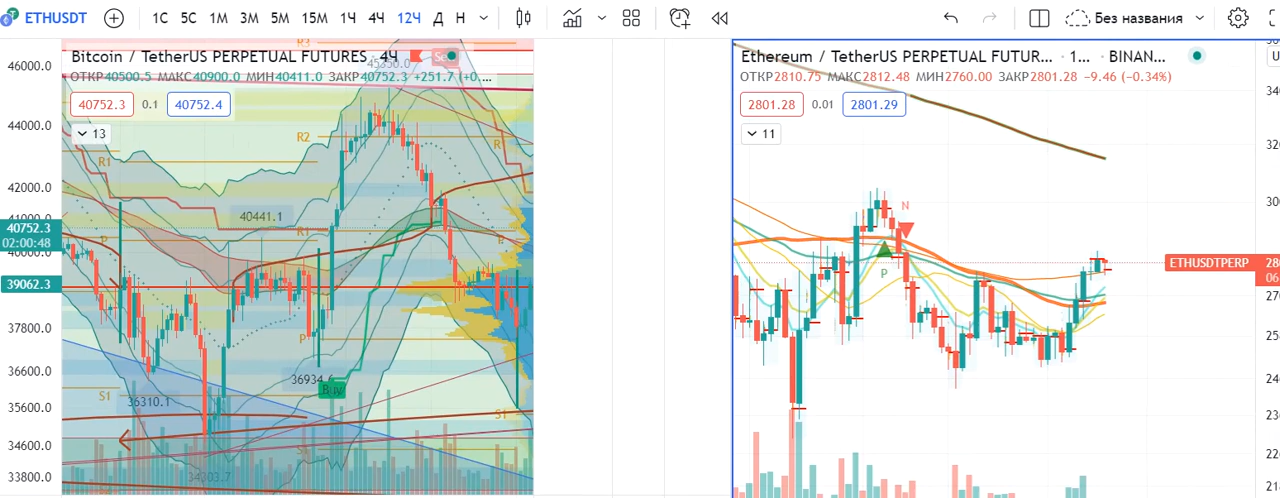 ETHUSDT 1С 5С 1М 3М 5М 15М 1Ч 4Ч 12Ч Д Н Без названия
Bitcoin / TetherUS PERPETUAL FUTURES 4Ч
ОТКР40500.5 МАКС40900.0 МИН40411.0 ЗАКР40752.3 +251.7 (+0....
40752.3 0.1 40752.4
13
46000.0
44000.0
42000.0
41000.0
40752.3
02:00:48
40000.0
39062.3
37800.0
36600.0
35600.0
34600.0
33800.0
R3
45350.0
R2
R1
R
40441.1
R1
P
P
36934.6
Buy
S1
36310.1
S1
34303.7
Ethereum / TetherUS PERPETUAL FUTUR... · 1... · BINAN...
ОТКР2810.75 МАКС2812.48 МИН2760.00 ЗАКР2801.28 −9.46 (−0.34%)
2801.28 0.01 2801.29
11
N
P
ETHUSDTPERP